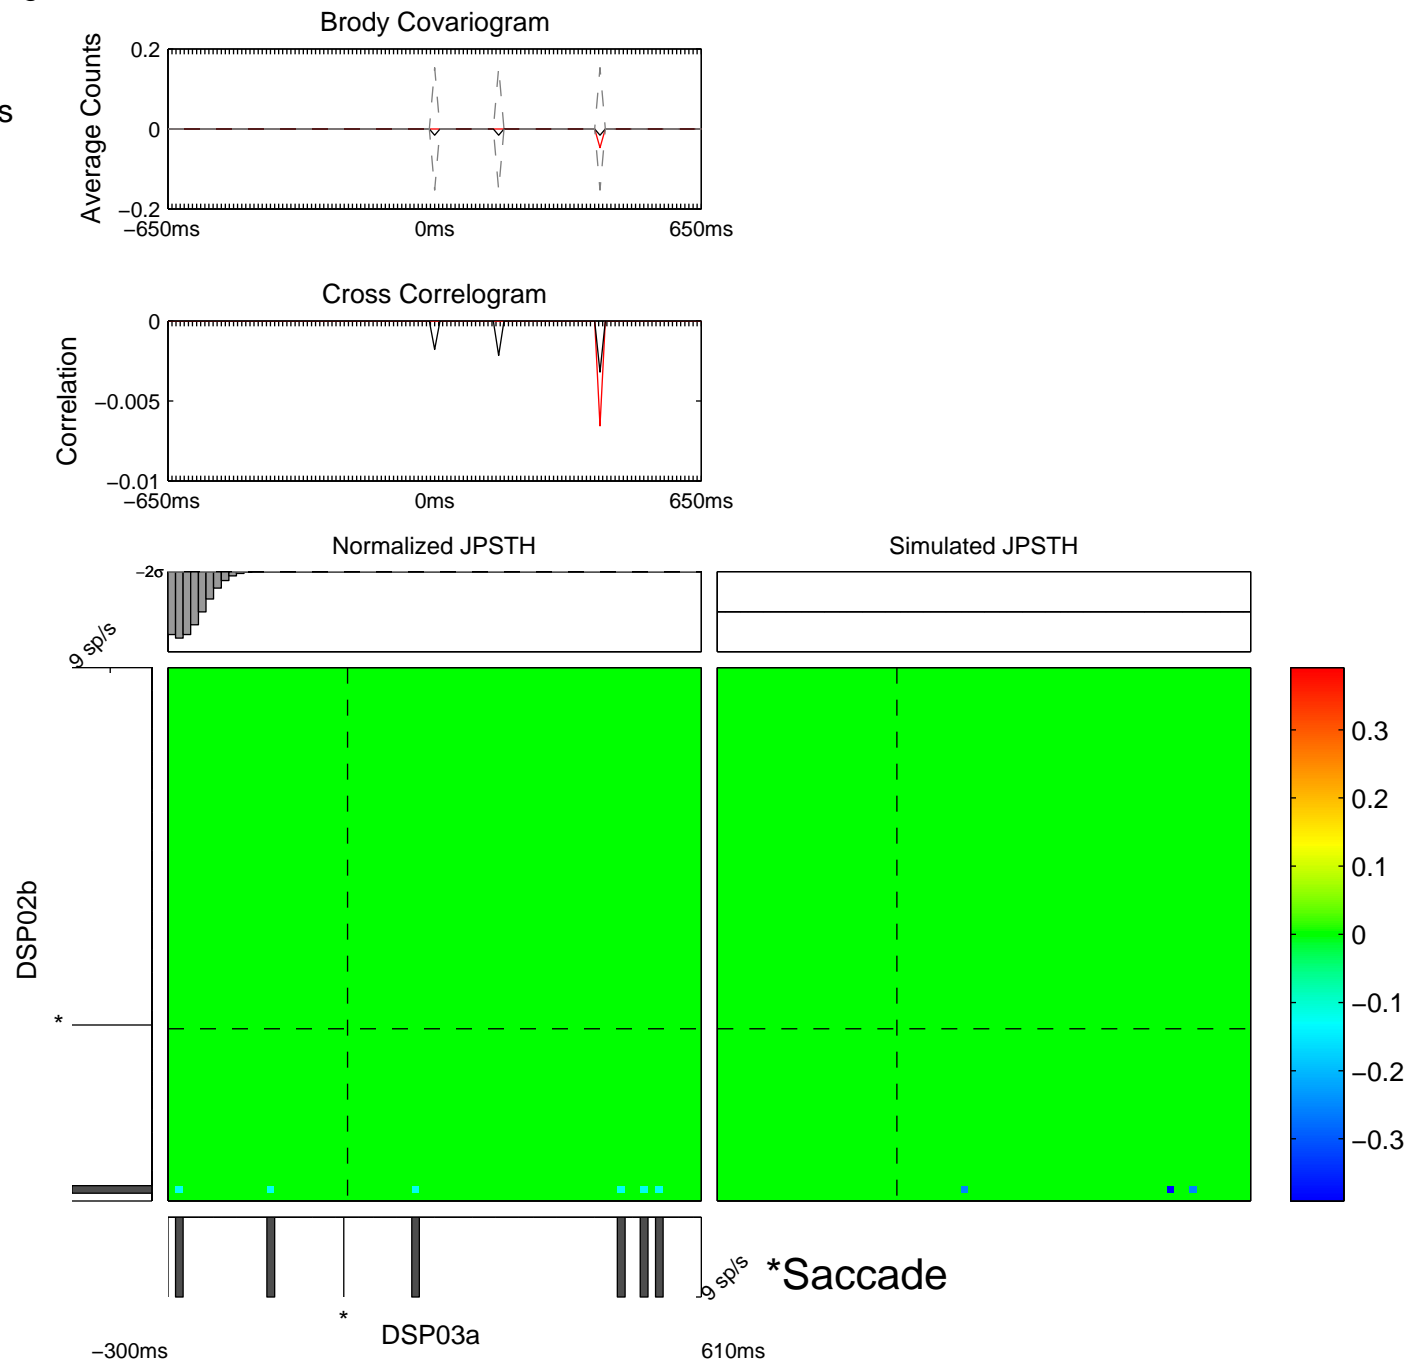 Brody Covariogram
Average Counts
0.2
0
−0.2
−650ms
0ms
650ms
s
Cross Correlogram
Correlation
0
−0.005
−0.01
−650ms
0ms
650ms
Normalized JPSTH
Simulated JPSTH
−2σ
9 sp/s
DSP02b
*
0.3
0.2
0.1
0
−0.1
−0.2
−0.3
9 sp/s
*Saccade
*
DSP03a
−300ms
610ms